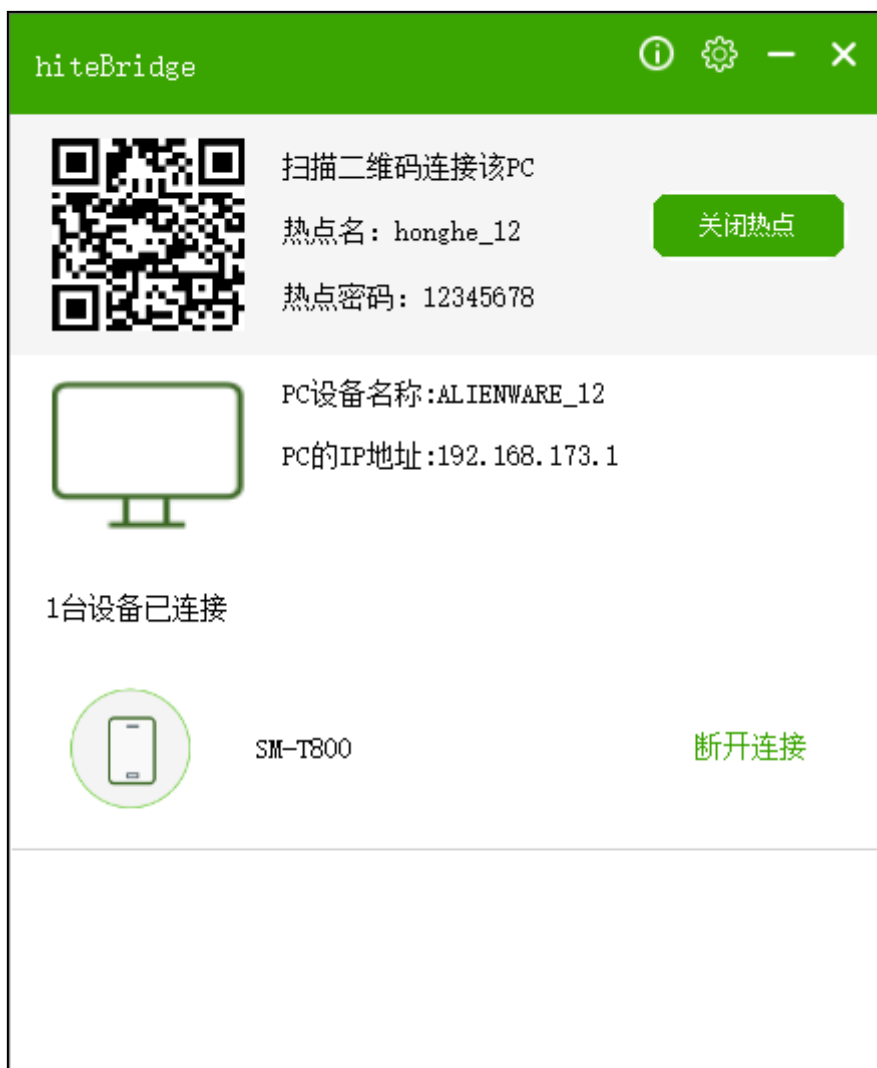 hiteBridge
扫描二维码连接该PC
热点名：honghe_12
关闭热点
热点密码：12345678
PC设备名称:ALIENWARE_12
PC的IP地址:192.168.173.1
1台设备已连接
SM-T800
断开连接